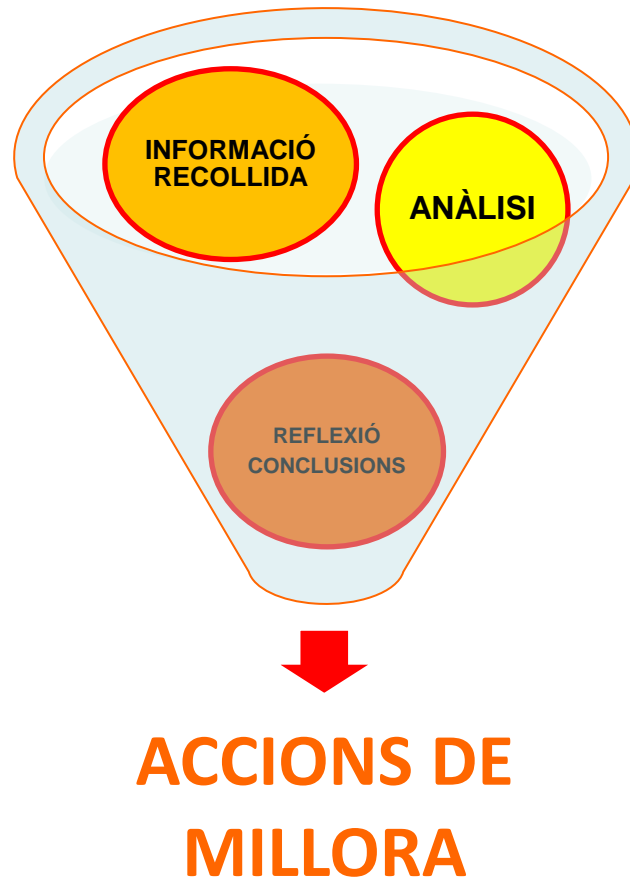 INFORMACIÓ
RECOLLIDA
ANÀLISI
REFLEXIÓ
CONCLUSIONS
ACCIONS DE
MILLORA